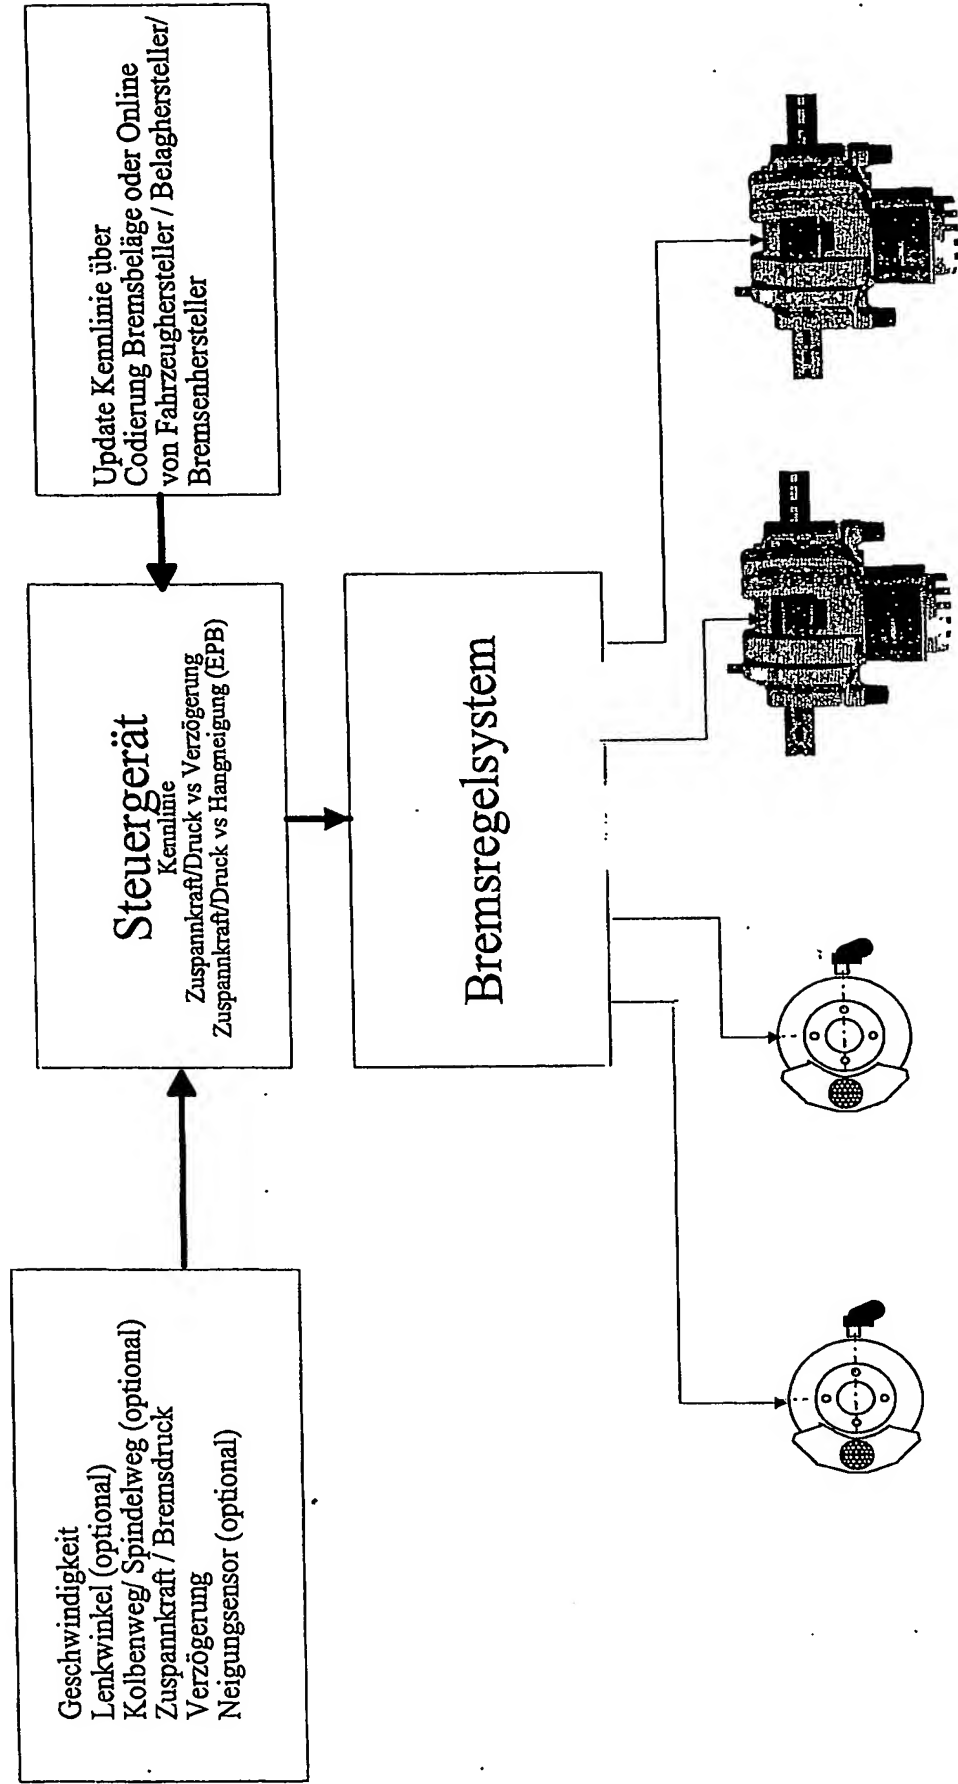 Geschwindigkeit
Lenkwinkel (optional)
Kolbenweg/ Spindelweg (optional)
Zuspannkraft / Bremsdruck
Verzögerung
Neigungsensor (optional)
Steuergerät
Kennlinie
Zuspannkraft/Druck vs Verzögerung
Zuspannkraft/Druck vs Hangneigung (EPB)
Update Kennlinie über
Codierung Bremsbeläge oder Online
von Fahrzeughersteller / Belaghersteller/
Bremsenhersteller
Bremsregelsystem